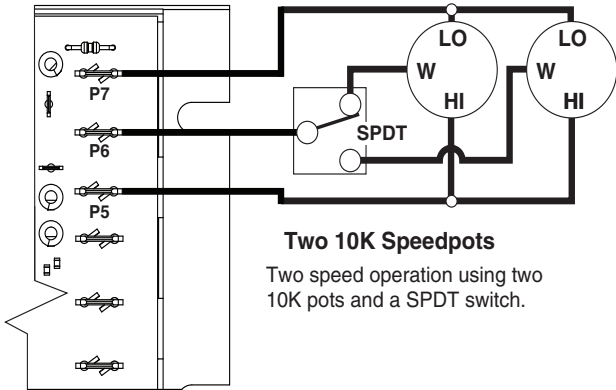 LO
LO
P7
W
W
HI
HI
P6
SPDT
P5
Two 10K Speedpots
Two speed operation using two
10K pots and a SPDT switch.